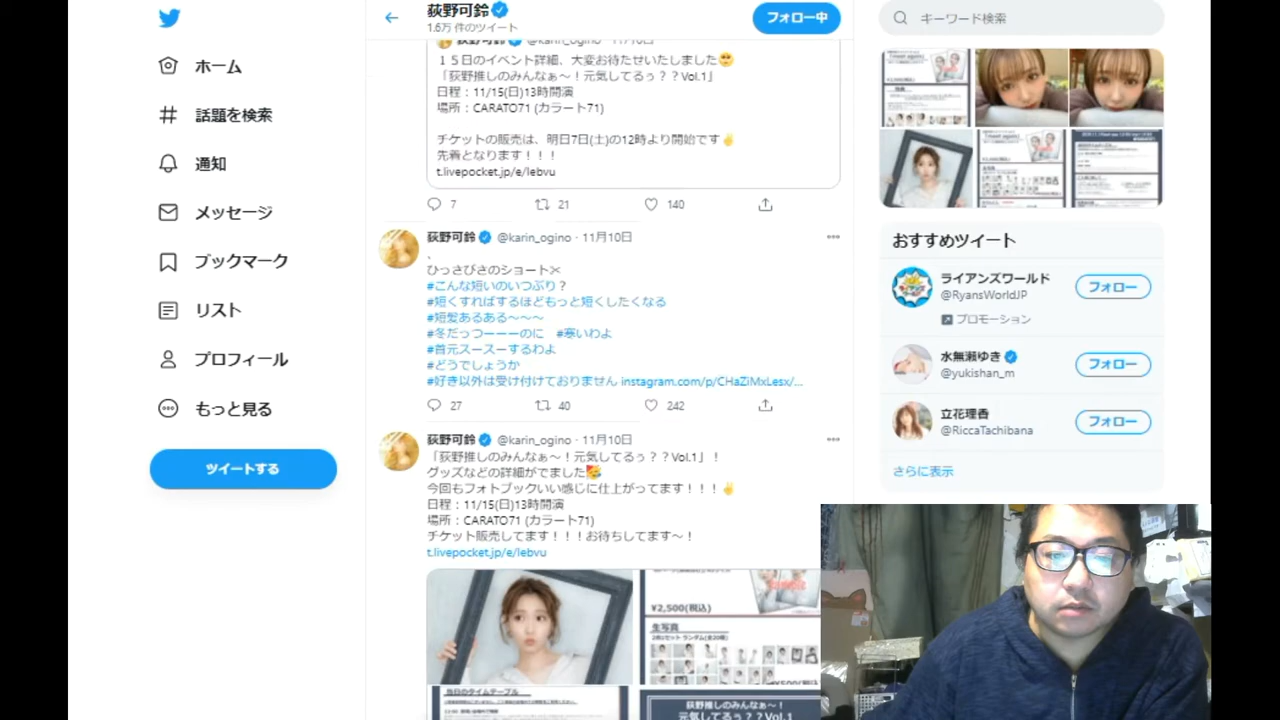 荻野可鈴
1.6万 件のツイート
フォロー中
キーワード検索
ホーム
話題を検索
通知
メッセージ
ブックマーク
リスト
プロフィール
もっと見る
ツイートする
荻野可鈴 @karin_ogino · 11月10日
１５日のイベント詳細、大変お待たせいたしました🥺
「荻野推しのみんなぁ～！元気してるぅ？？Vol.1」
日程：11/15(日)13時開演
場所：CARATO71 (カラート71)
チケットの販売は、明日7日(土)の12時より開始です✌
先着となります！！！
t.livepocket.jp/e/lebvu
7 21 140
荻野可鈴 @karin_ogino · 11月10日
、
ひっさびさのショート✂
#こんな短いのいつぶり？
#短くすればするほどもっと短くしたくなる
#短髪あるある～～～
#冬だっつーーーのに #寒いわよ
#首元スースーするわよ
#どうでしょうか
#好き以外は受け付けておりません instagram.com/p/CHaZiMxLesx/…
27 40 242
荻野可鈴 @karin_ogino · 11月10日
「荻野推しのみんなぁ～！元気してるぅ？？Vol.1」！
グッズなどの詳細がでました🥳
今回もフォトブックいい感じに仕上がってます！！！✌
日程：11/15(日)13時開演
場所：CARATO71 (カラート71)
チケット販売してます！！！お待ちしてます～！
t.livepocket.jp/e/lebvu
¥2,500(税込)
生写真
当日のタイムテーブル
荻野推しのみんなぁ～！
元気してるぅ？？Vol.1
おすすめツイート
ライアンズワールド
@RyansWorldJP
フォロー
プロモーション
水無瀬ゆき
@yukishan_m
フォロー
立花理香
@RiccaTachibana
フォロー
さらに表示